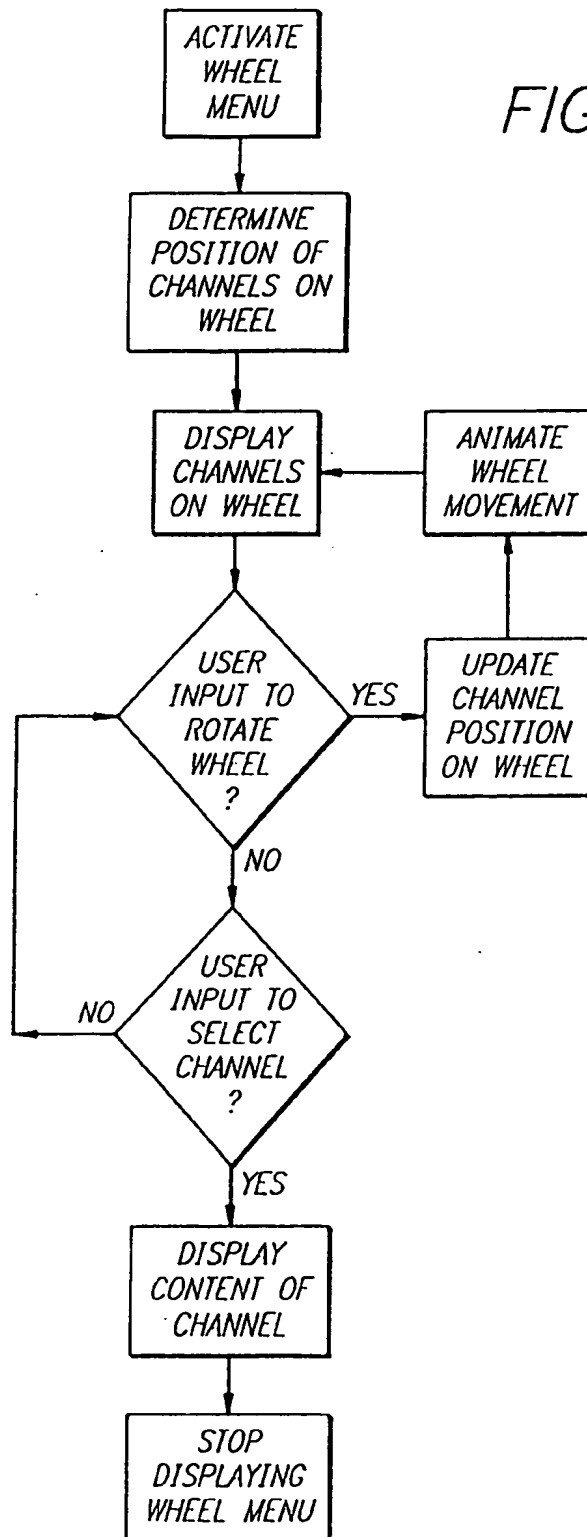 ACTIVATE
WHEEL
MENU
FIG
DETERMINE
POSITION OF
CHANNELS ON
WHEEL
DISPLAY
CHANNELS
ON WHEEL
ANIMATE
WHEEL
MOVEMENT
USER
INPUT TO
ROTATE
WHEEL
?
YES
UPDATE
CHANNEL
POSITION
ON WHEEL
NO
USER
INPUT TO
SELECT
CHANNEL
?
NO
YES
DISPLAY
CONTENT OF
CHANNEL
STOP
DISPLAYING
WHEEL MENU